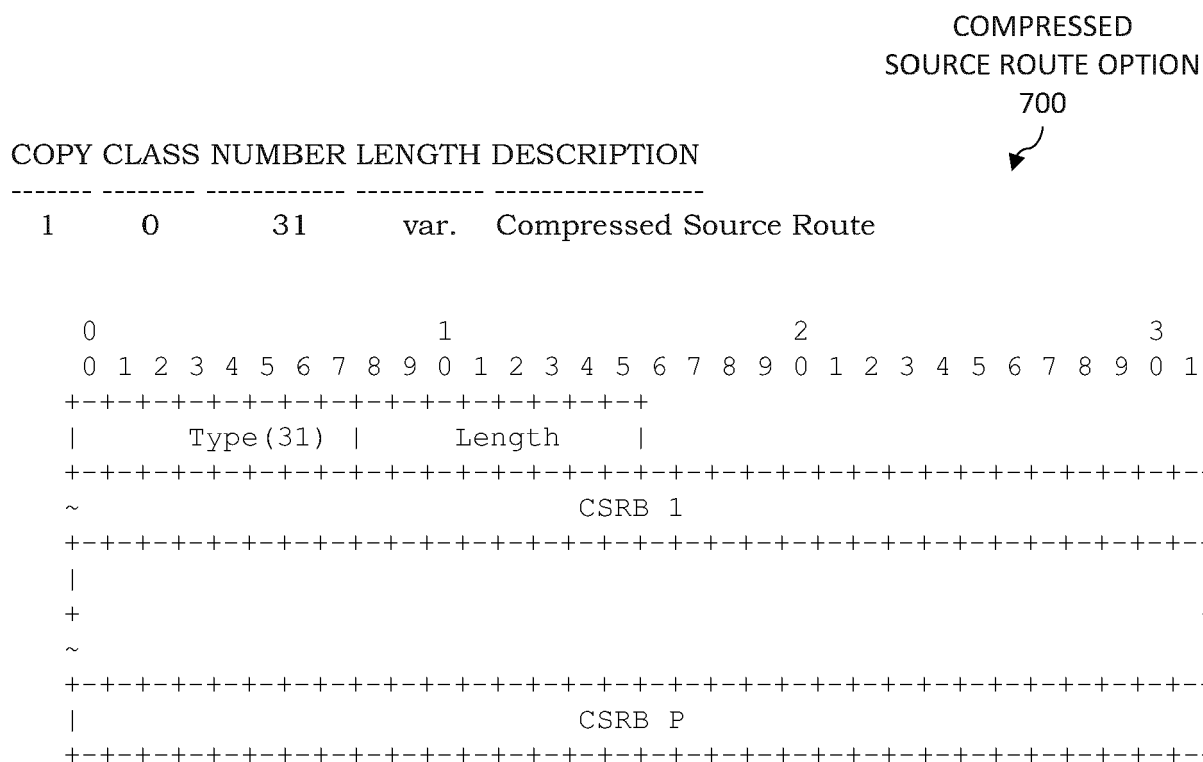 COMPRESSED
SOURCE ROUTE OPTION
700
COPY CLASS NUMBER LENGTH DESCRIPTION
------- -------- ------------ ----------- ------------------
1 0 31 var. Compressed Source Route
0 1 2 3
0 1 2 3 4 5 6 7 8 9 0 1 2 3 4 5 6 7 8 9 0 1 2 3 4 5 6 7 8 9 0 1
+-+-+-+-+-+-+-+-+-+-+-+-+-+-+-+-+
| Type(31) | Length |
+-+-+-+-+-+-+-+-+-+-+-+-+-+-+-+-+-+-+-+-+-+-+-+-+-+-+-+-+-+-+-+-
~ CSRB 1
+-+-+-+-+-+-+-+-+-+-+-+-+-+-+-+-+-+-+-+-+-+-+-+-+-+-+-+-+-+-+-+-
|
+
~
+-+-+-+-+-+-+-+-+-+-+-+-+-+-+-+-+-+-+-+-+-+-+-+-+-+-+-+-+-+-+-+-
| CSRB P
+-+-+-+-+-+-+-+-+-+-+-+-+-+-+-+-+-+-+-+-+-+-+-+-+-+-+-+-+-+-+-+-